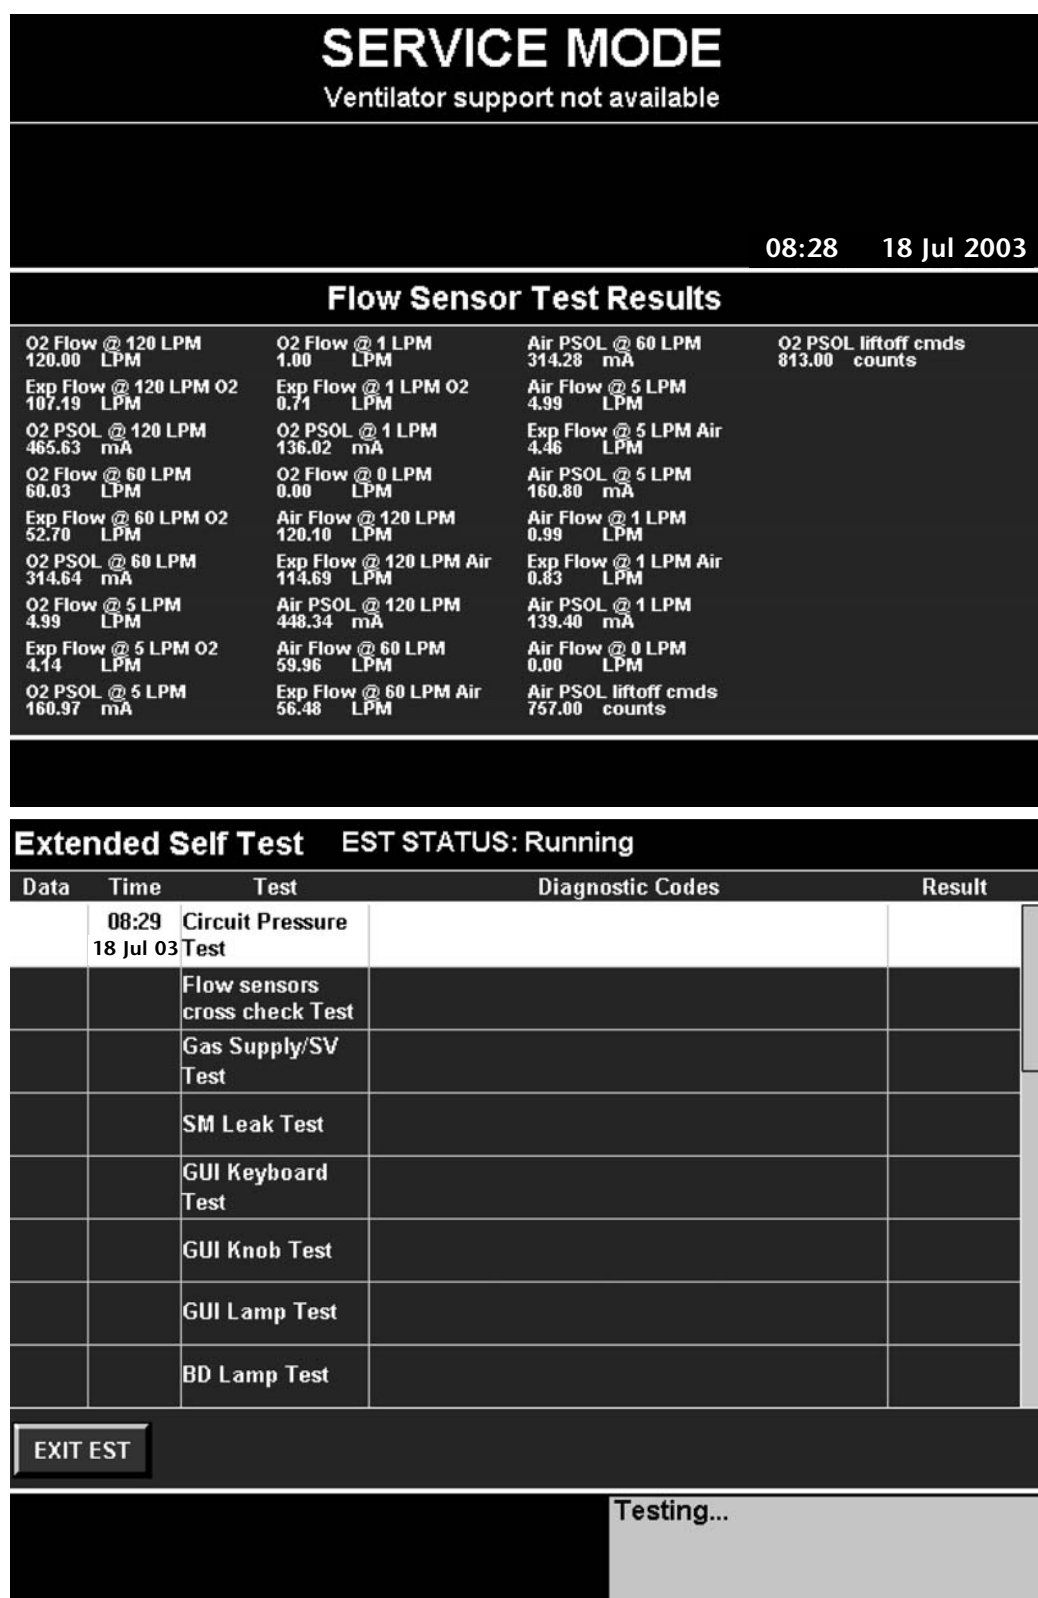 SERVICE MODE
Ventilator support not available
08:28 18 Jul 2003
Flow Sensor Test Results
O2 Flow @ 120 LPM
120.00 LPM
Exp Flow @ 120 LPM O2
107.19 LPM
O2 PSOL @ 120 LPM
465.63 mA
O2 Flow @ 60 LPM
60.03 LPM
Exp Flow @ 60 LPM O2
52.70 LPM
O2 PSOL @ 60 LPM
314.64 mA
O2 Flow @ 5 LPM
4.99 LPM
Exp Flow @ 5 LPM O2
4.14 LPM
O2 PSOL @ 5 LPM
160.97 mA
O2 Flow @ 1 LPM
1.00 LPM
Exp Flow @ 1 LPM O2
0.71 LPM
O2 PSOL @ 1 LPM
136.02 mA
O2 Flow @ 0 LPM
0.00 LPM
Air Flow @ 120 LPM
120.10 LPM
Exp Flow @ 120 LPM Air
114.69 LPM
Air PSOL @ 120 LPM
448.34 mA
Air Flow @ 60 LPM
59.96 LPM
Exp Flow @ 60 LPM Air
56.48 LPM
Air PSOL @ 60 LPM
314.28 mA
Air Flow @ 5 LPM
4.99 LPM
Exp Flow @ 5 LPM Air
4.46 LPM
Air PSOL @ 5 LPM
160.80 mA
Air Flow @ 1 LPM
0.99 LPM
Exp Flow @ 1 LPM Air
0.83 LPM
Air PSOL @ 1 LPM
139.40 mA
Air Flow @ 0 LPM
0.00 LPM
Air PSOL liftoff cmds
757.00 counts
O2 PSOL liftoff cmds
813.00 counts
Extended Self Test EST STATUS: Running
Data Time Test Diagnostic Codes Result
08:29 Circuit Pressure
18 Jul 03 Test
Flow sensors
cross check Test
Gas Supply/SV
Test
SM Leak Test
GUI Keyboard
Test
GUI Knob Test
GUI Lamp Test
BD Lamp Test
EXIT EST
Testing...